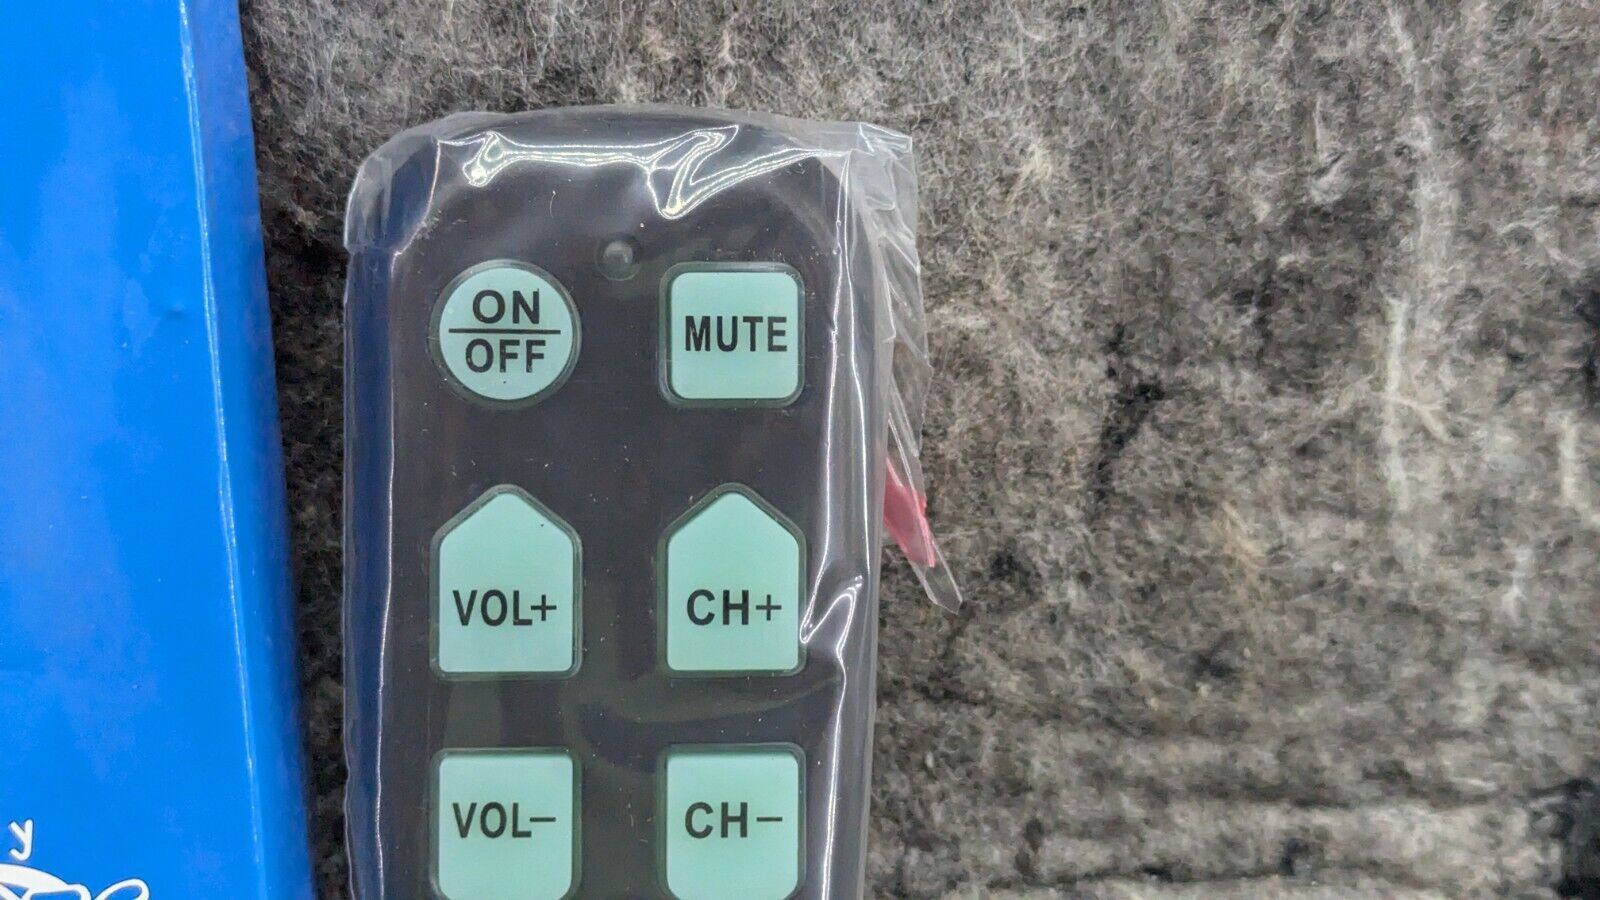 ON
OFF
MUTE
VOL+
CH+
VOL−
CH−